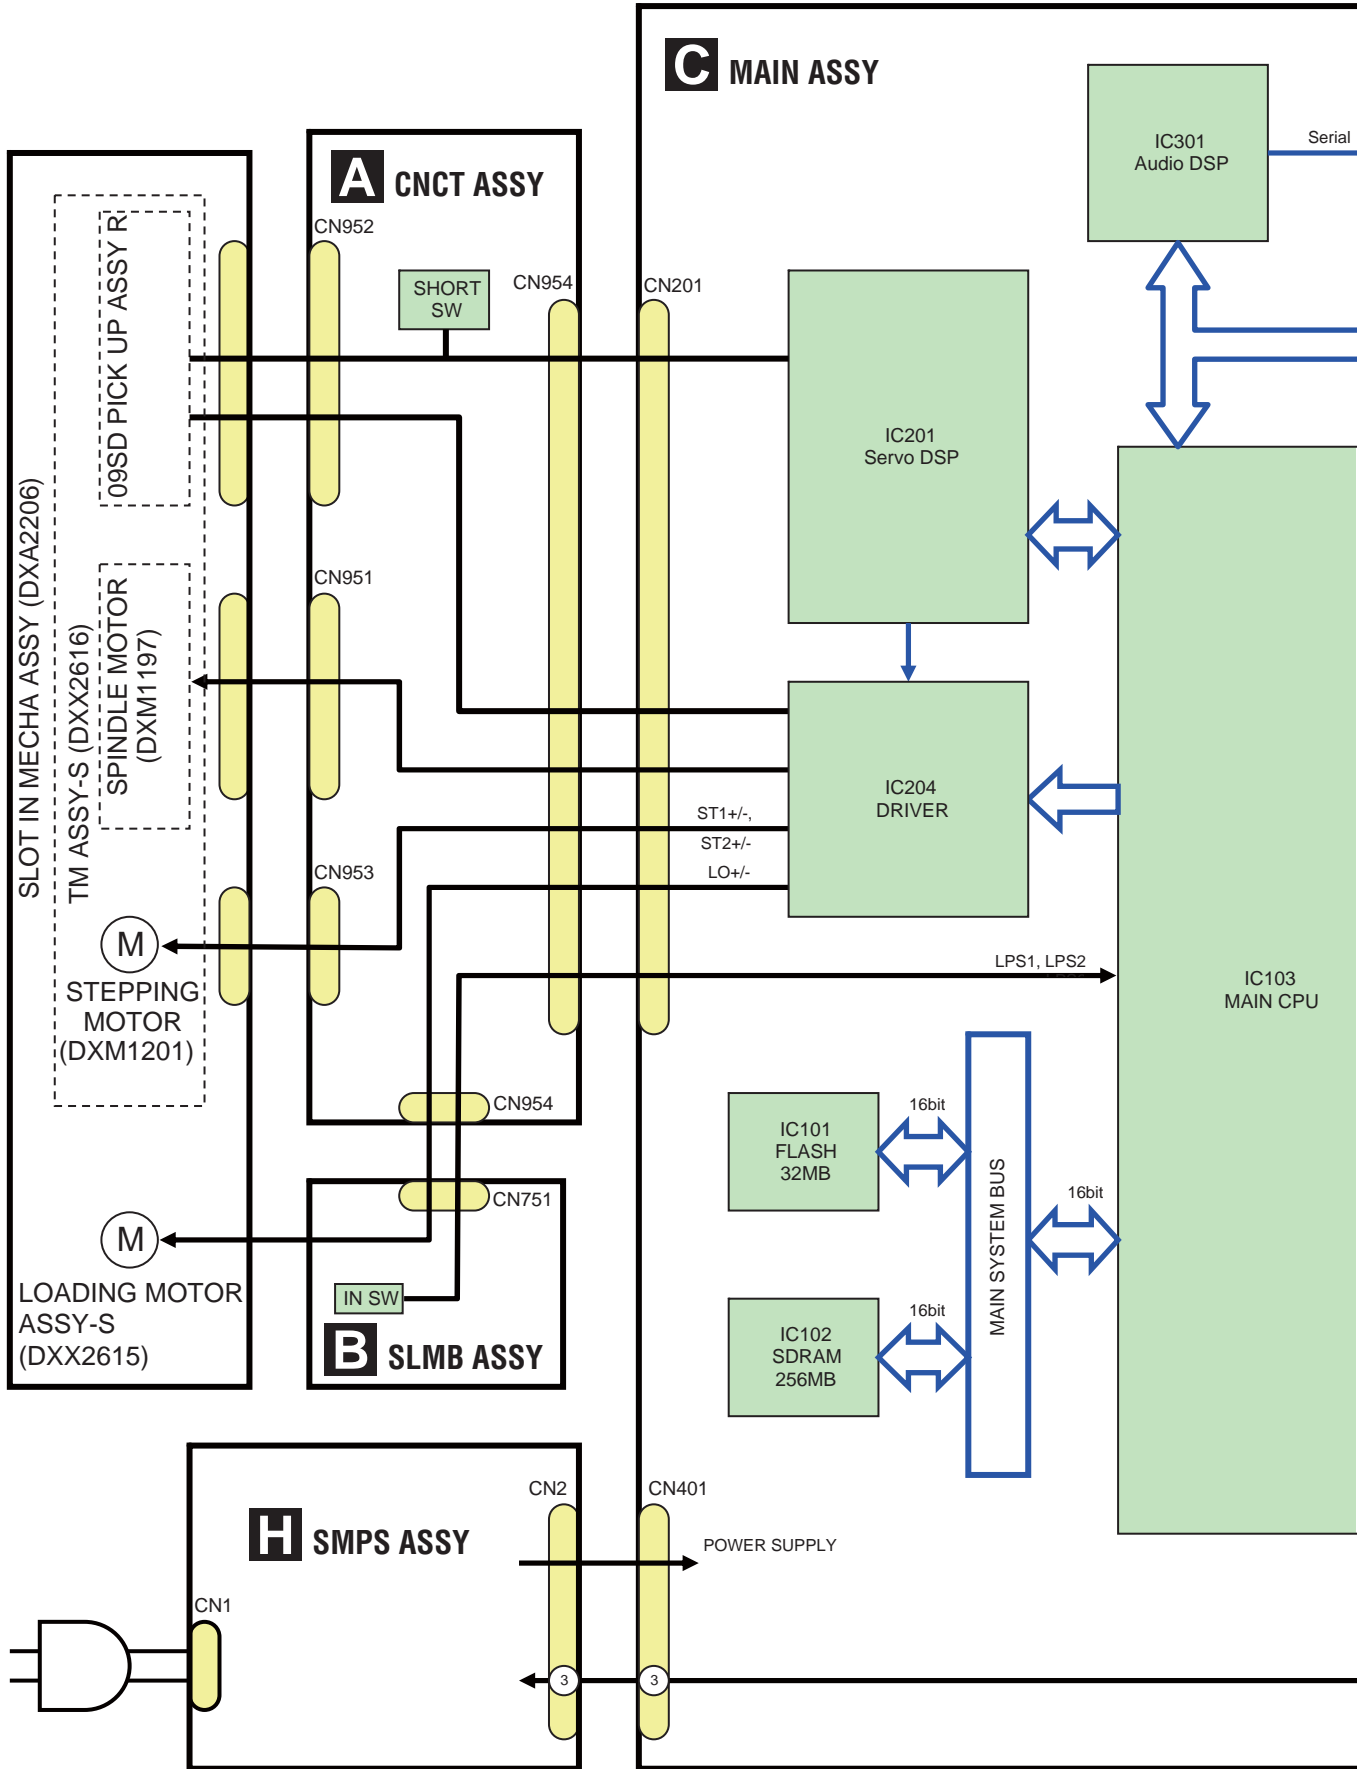 C MAIN ASSY
IC301
Audio DSP
Serial
A CNCT ASSY
CN952
SHORT
SW
CN954
CN201
09SD PICK UP ASSY R
IC201
Servo DSP
SLOT IN MECHA ASSY (DXA2206)
TM ASSY-S (DXX2616)
SPINDLE MOTOR
(DXM1197)
CN951
IC204
DRIVER
ST1+/-,
ST2+/-
LO+/-
CN953
M
STEPPING
MOTOR
(DXM1201)
LPS1, LPS2
IC103
MAIN CPU
CN954
IC101
FLASH
32MB
16bit
MAIN SYSTEM BUS
16bit
CN751
M
LOADING MOTOR
ASSY-S
(DXX2615)
IN SW
B SLMB ASSY
IC102
SDRAM
256MB
16bit
H SMPS ASSY
CN2
CN401
POWER SUPPLY
CN1
3
3